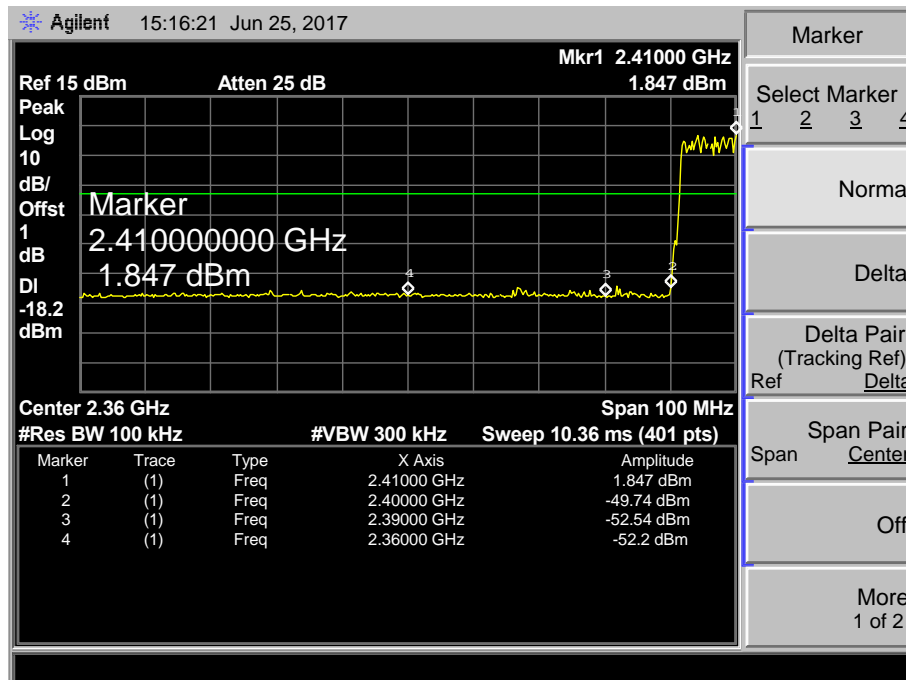 Agilent 15:16:21 Jun 25, 2017
Mkr1 2.41000 GHz
Ref 15 dBm Atten 25 dB 1.847 dBm
Peak
Log
10
dB/
Offst
1
dB
DI
-18.2
dBm
Marker
2.410000000 GHz
1.847 dBm
1
4
3
2
Center 2.36 GHz Span 100 MHz
#Res BW 100 kHz #VBW 300 kHz Sweep 10.36 ms (401 pts)
Marker Trace Type X Axis Amplitude
1 (1) Freq 2.41000 GHz 1.847 dBm
2 (1) Freq 2.40000 GHz -49.74 dBm
3 (1) Freq 2.39000 GHz -52.54 dBm
4 (1) Freq 2.36000 GHz -52.2 dBm
Marker
Select Marker
1 2 3 4
Norma
Delta
Delta Pair
(Tracking Ref)
Ref Delta
Span Pair
Span Center
Off
More
1 of 2